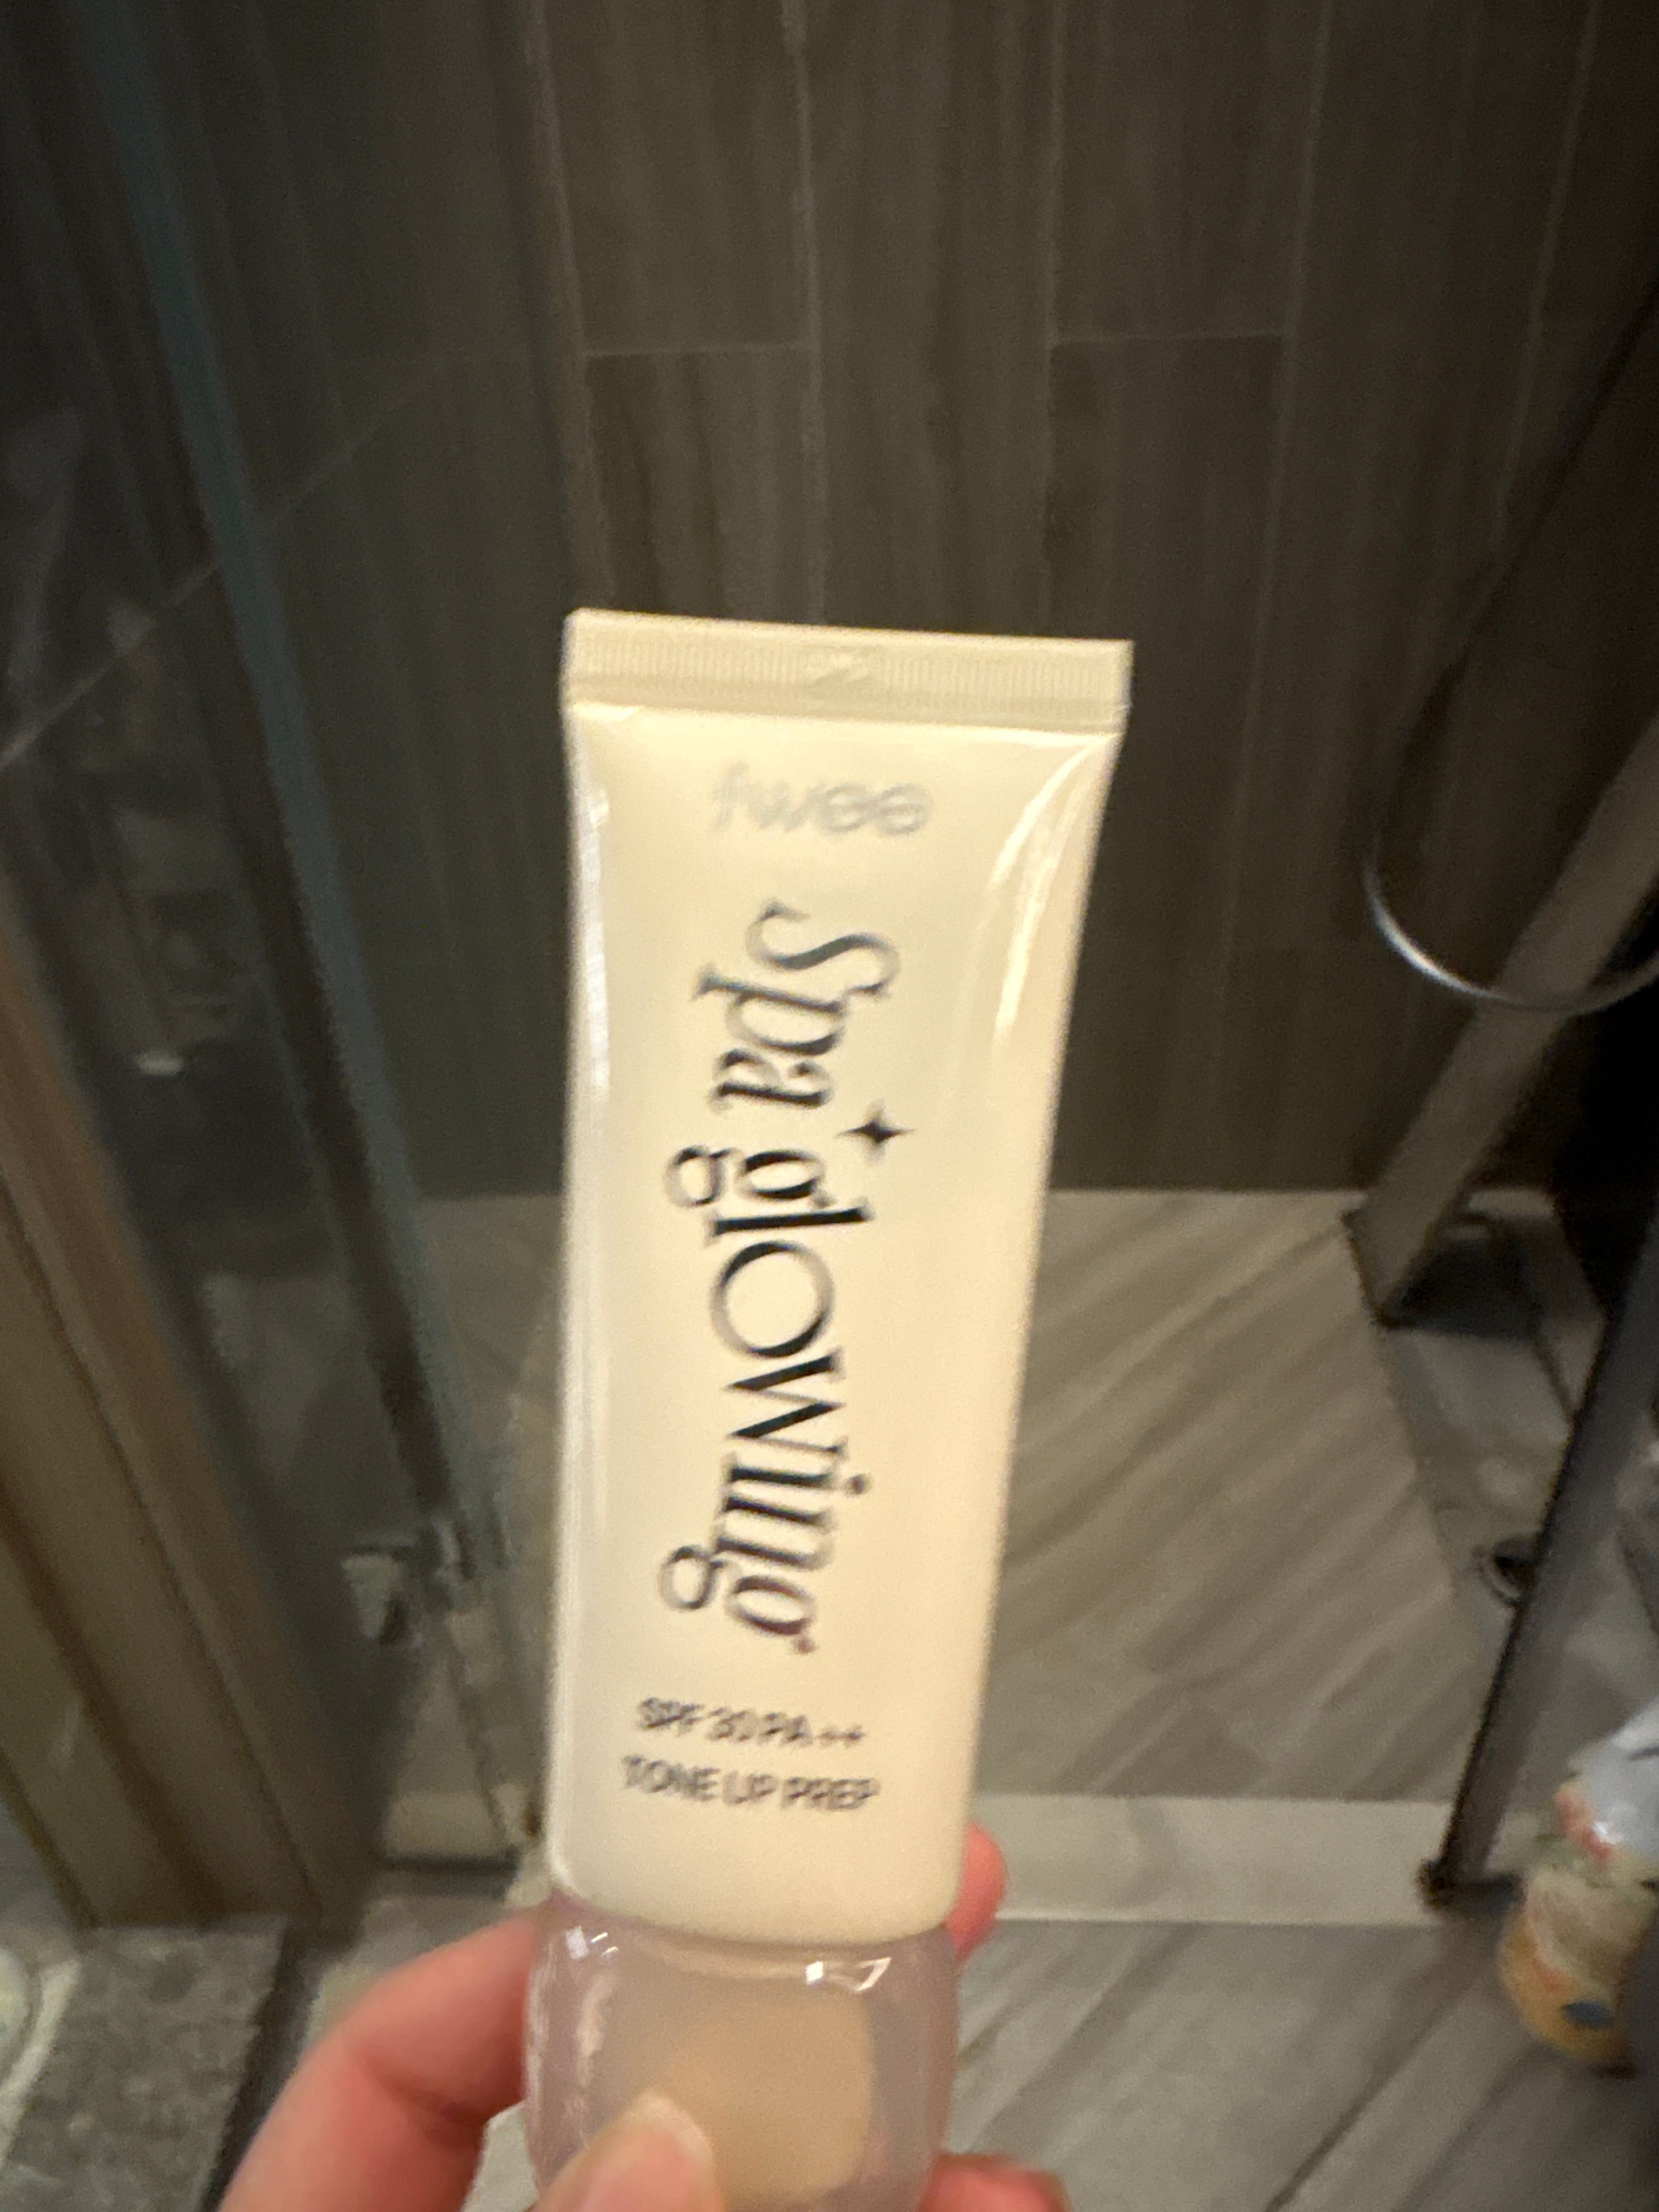 fwee
Spa glowing
SPF 30 PA++
TONE UP PREP